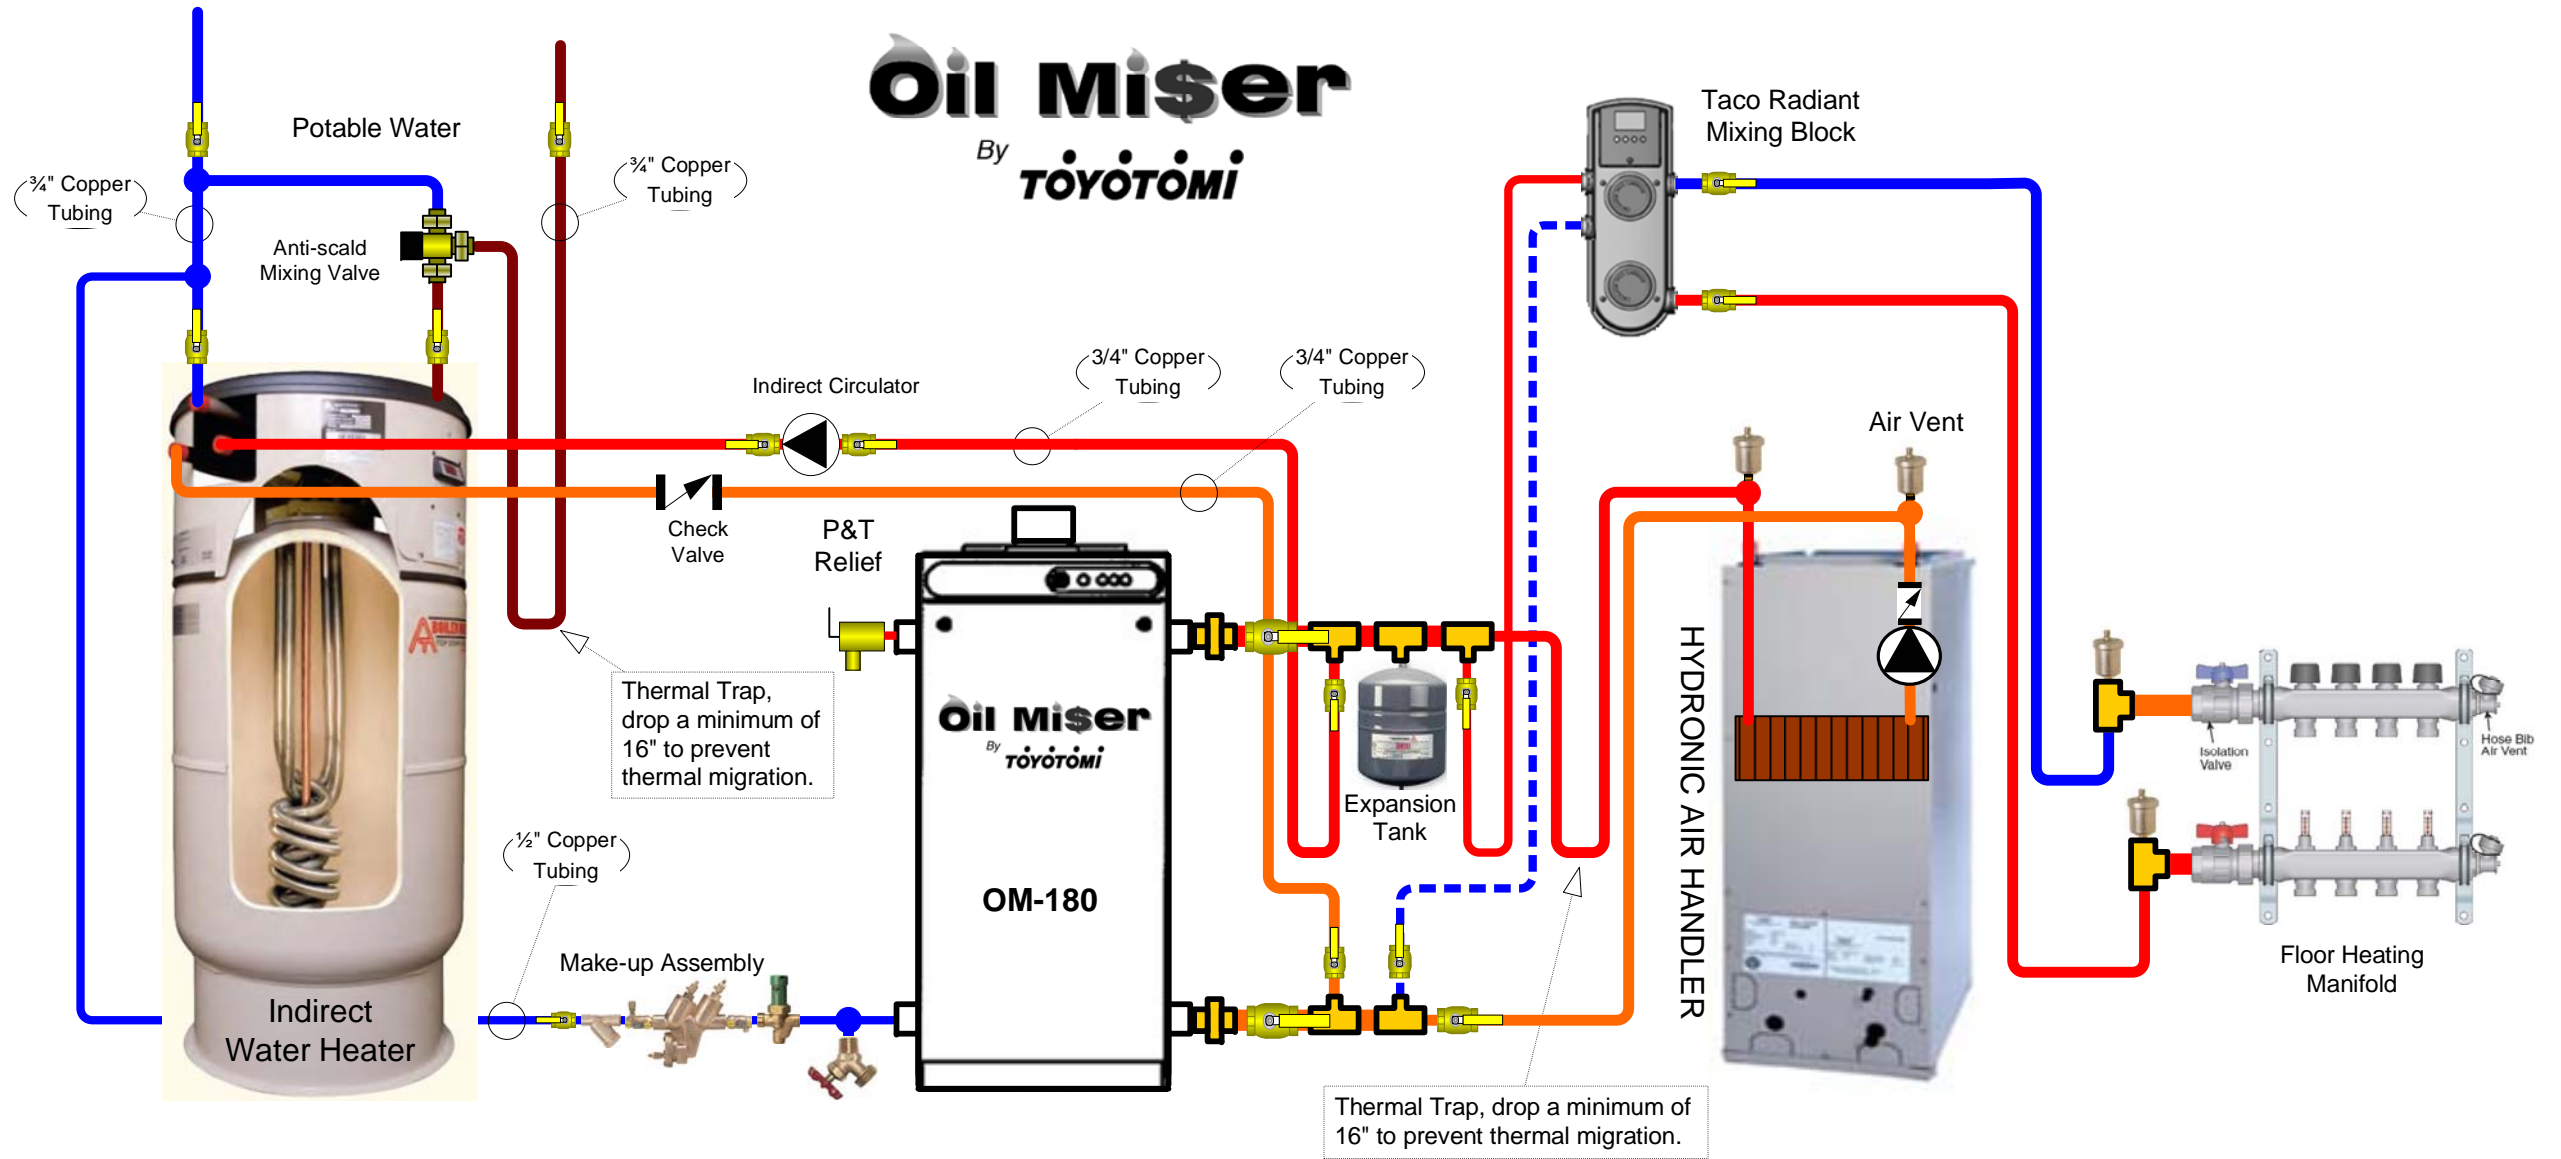 Oil Mi$er
By
TOYOTOMI
Potable Water
¾" Copper
Tubing
¾" Copper
Tubing
Anti-scald
Mixing Valve
Taco Radiant
Mixing Block
Indirect Circulator
3/4" Copper
Tubing
3/4" Copper
Tubing
Air Vent
Check
Valve
P&T
Relief
Thermal Trap,
drop a minimum of
16" to prevent
thermal migration.
Oil Mi$er
By
TOYOTOMI
OM-180
Expansion
Tank
HYDRONIC AIR HANDLER
Isolation
Valve
Hose Bib
Air Vent
Floor Heating
Manifold
½" Copper
Tubing
Make-up Assembly
Indirect
Water Heater
Thermal Trap, drop a minimum of
16" to prevent thermal migration.